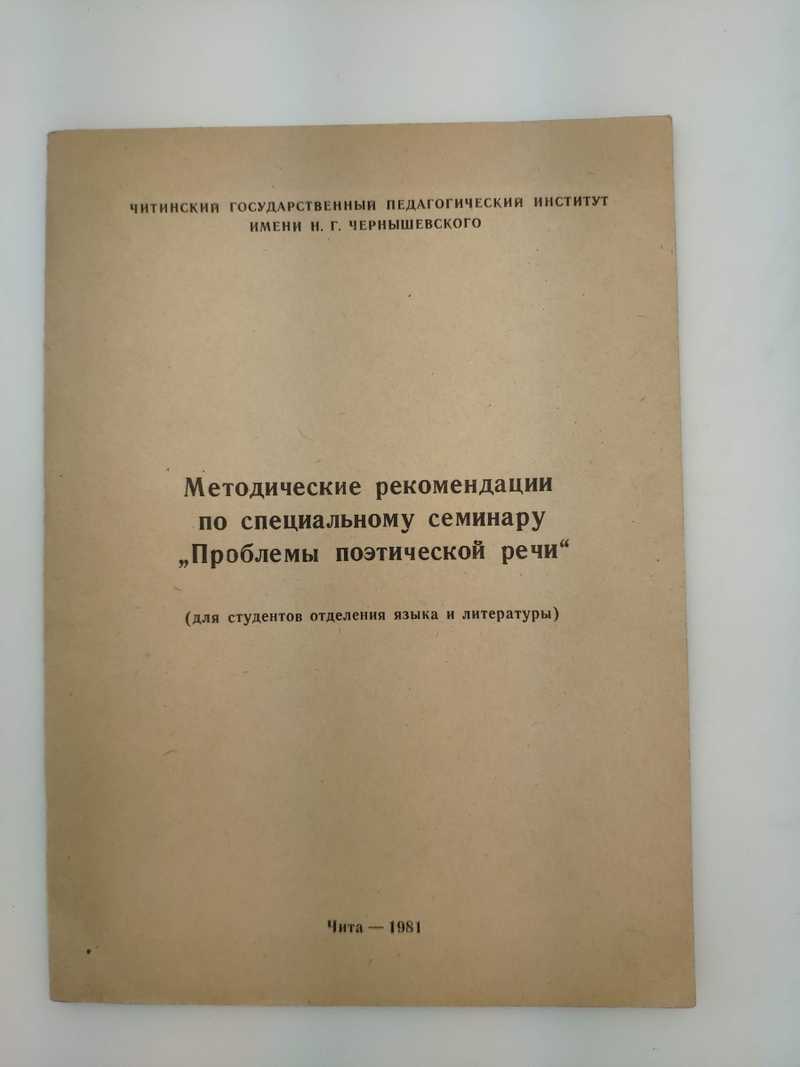 ЧИТИНСКИЙ ГОСУДАРСТВЕННЫЙ ПЕДАГОГИЧЕСКИЙ ИНСТИТУТ
ИМЕНИ Н. Г. ЧЕРНЫШЕВСКОГО
Методические рекомендации
по специальному семинару
„Проблемы поэтической речи“
(для студентов отделения языка и литературы)
Чита — 1981